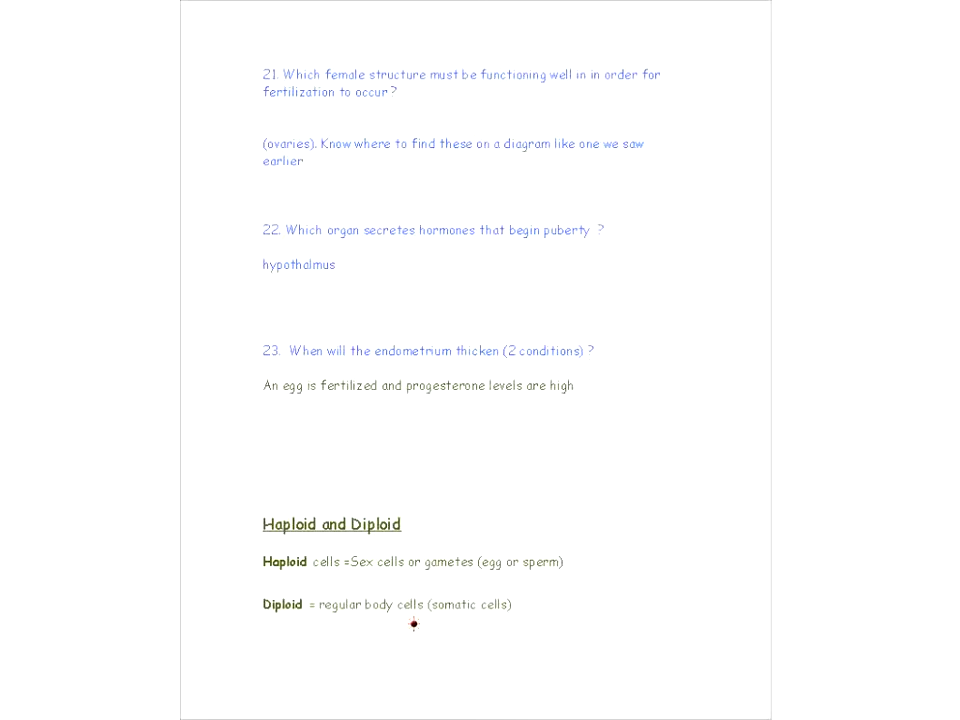 21. Which female structure must be functioning well in in order for
fertilization to occur ?
(ovaries). Know where to find these on a diagram like one we saw
earlier
22. Which organ secretes hormones that begin puberty ?
hypothalmus
23. When will the endometrium thicken (2 conditions) ?
An egg is fertilized and progesterone levels are high
Haploid and Diploid
Haploid cells =Sex cells or gametes (egg or sperm)
Diploid = regular body cells (somatic cells)